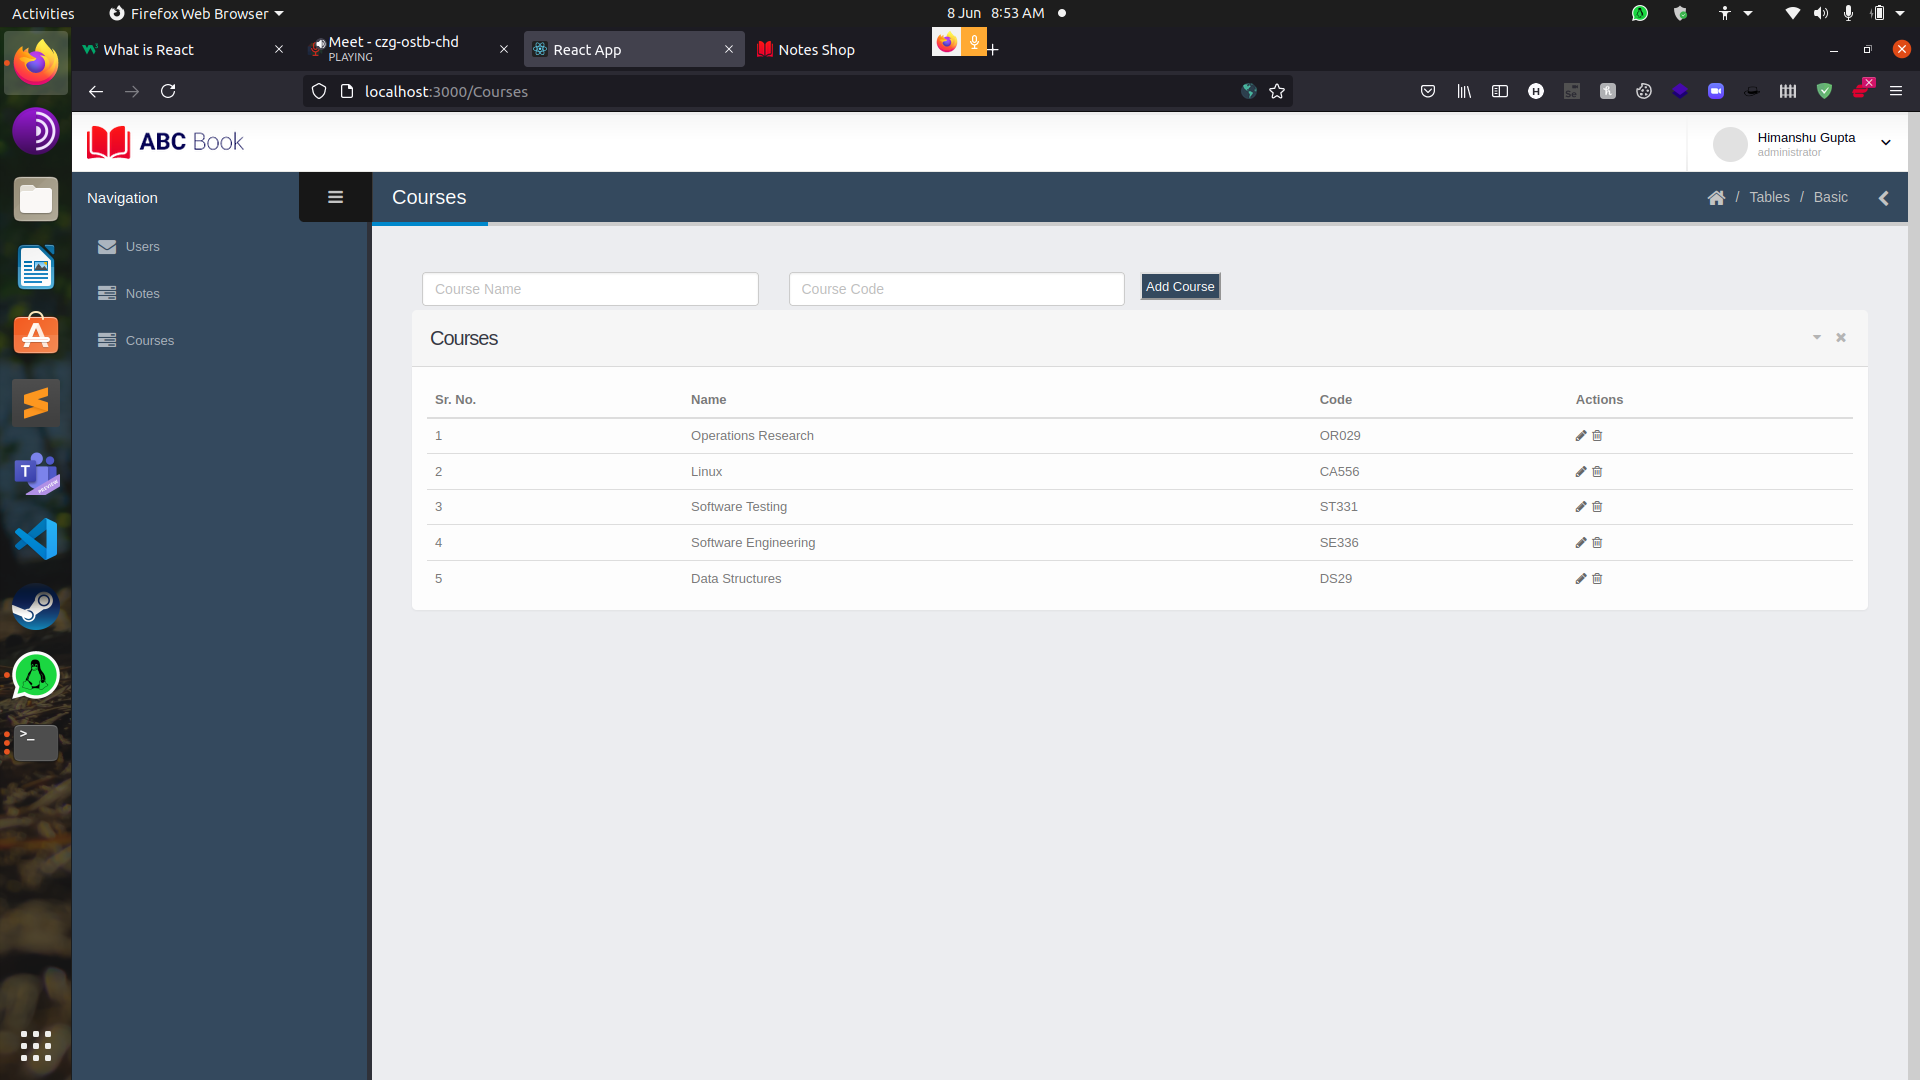 Activities
Firefox Web Browser
8 Jun 8:53 AM
What is React
Meet - czg-ostb-chd
PLAYING
React App
Notes Shop
localhost:3000/Courses
ABC Book
Himanshu Gupta
administrator
Navigation
Courses
/ Tables / Basic
Users
Notes
Courses
Course Name
Course Code
Add Course
Courses
Sr. No. Name Code Actions
1 Operations Research OR029
2 Linux CA556
3 Software Testing ST331
4 Software Engineering SE336
5 Data Structures DS29